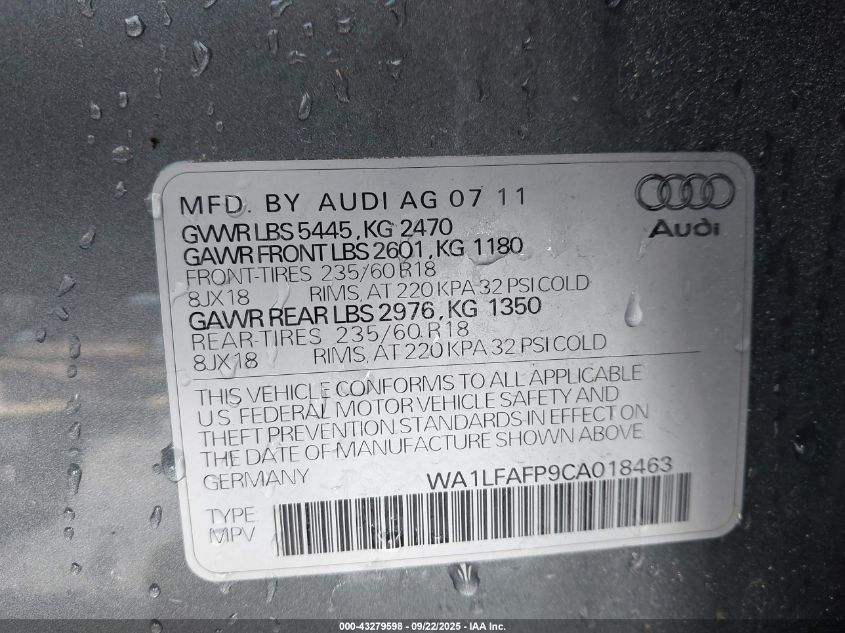 MFD. BY AUDI AG 07 11
Audi
GVWR LBS 5445, KG 2470
GAWR FRONT LBS 2601, KG 1180
FRONT-TIRES 235/60 R18
8JX18 RIMS, AT 220 KPA 32 PSI COLD
GAWR REAR LBS 2976, KG 1350
REAR-TIRES 235/60 R18
8JX18 RIMS, AT 220 KPA 32 PSI COLD
THIS VEHICLE CONFORMS TO ALL APPLICABLE
U S FEDERAL MOTOR VEHICLE SAFETY AND
THEFT PREVENTION STANDARDS IN EFFECT ON
THE DATE OF MANUFACTURE SHOWN ABOVE
GERMANY WA1LFAFP9CA018463
TYPE
MPV
000-43279598 - 09/22/2025 - IAA Inc.